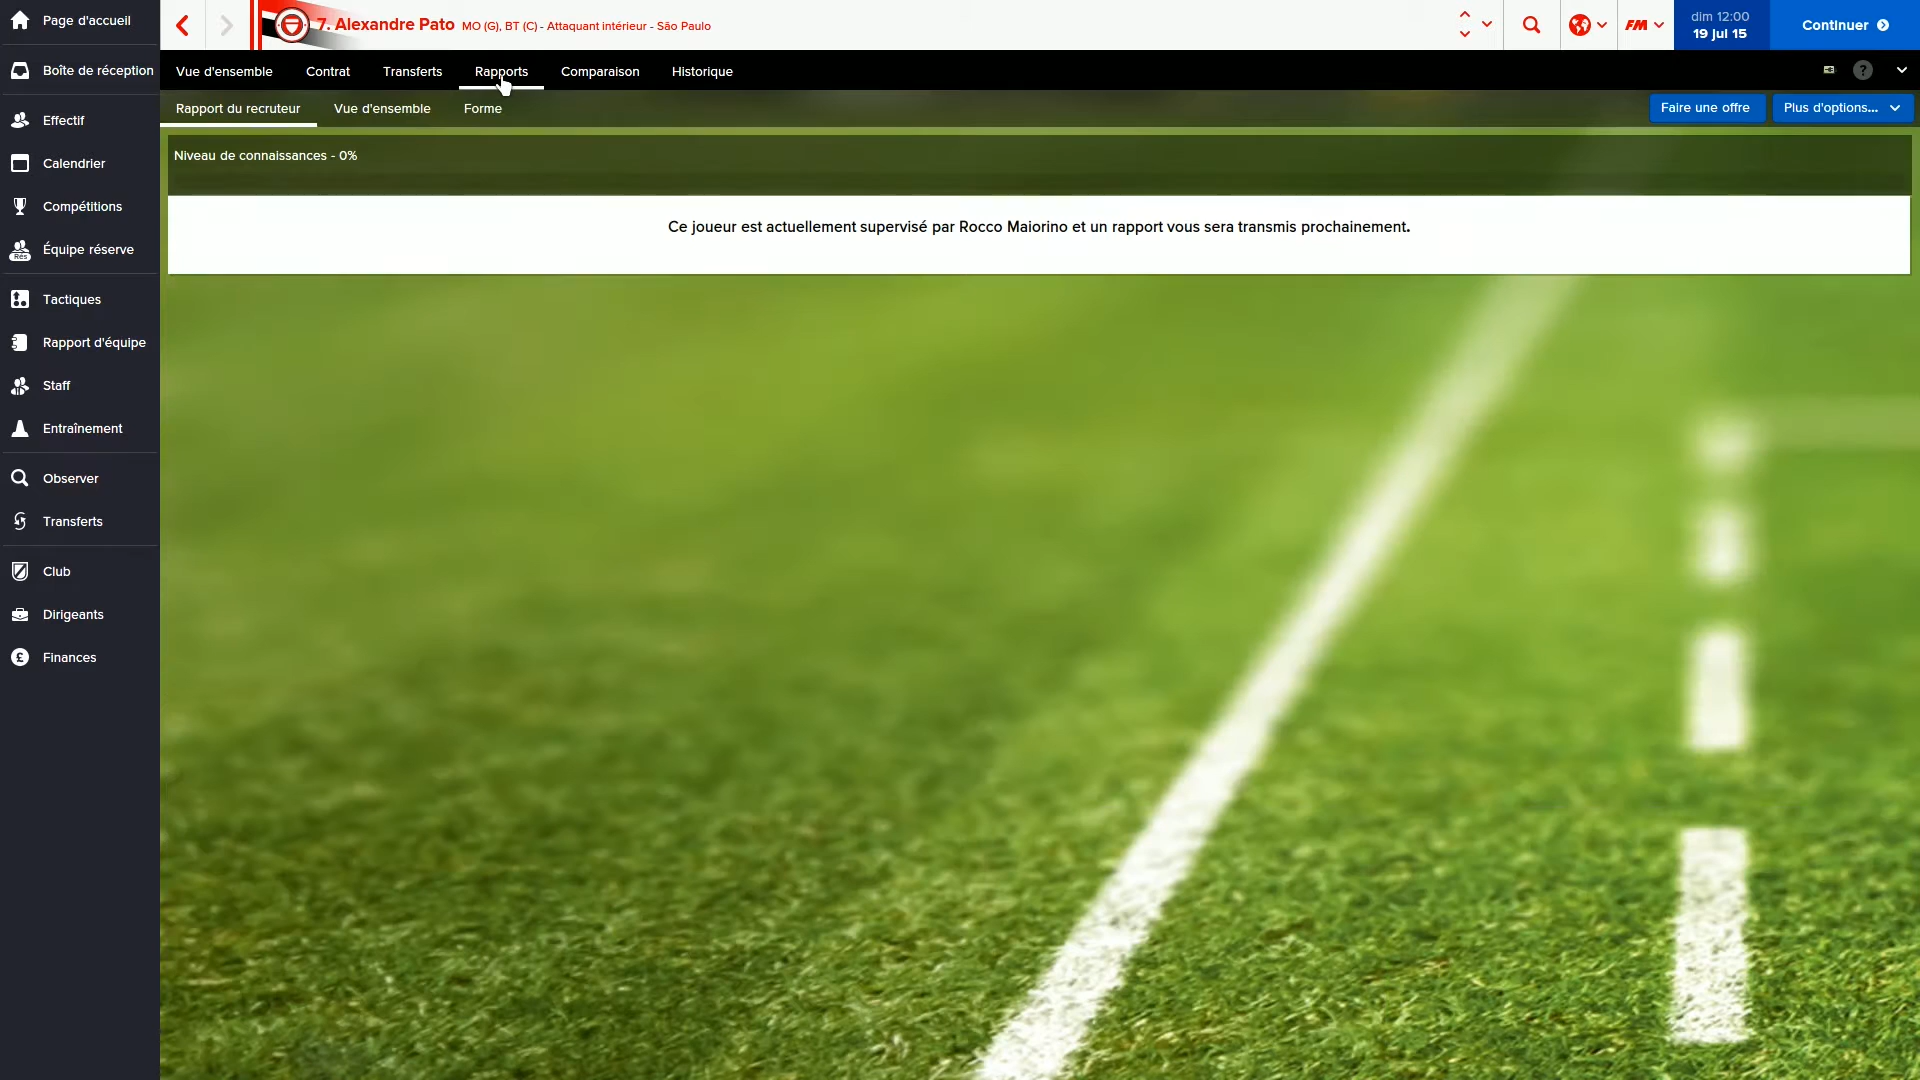 Page d'accueil
7. Alexandre Pato MO (G), BT (C) - Attaquant intérieur - São Paulo
FM
dim 12:00
19 jul 15
Continuer
Boîte de réception
Vue d'ensemble Contrat Transferts Rapports Comparaison Historique
?
Rapport du recruteur Vue d'ensemble Forme
Faire une offre Plus d'options...
Effectif
Calendrier
Compétitions
Rés
Équipe réserve
Tactiques
Rapport d'équipe
Staff
Entraînement
Observer
Transferts
Club
Dirigeants
£ Finances
Niveau de connaissances - 0%
Ce joueur est actuellement supervisé par Rocco Maiorino et un rapport vous sera transmis prochainement.